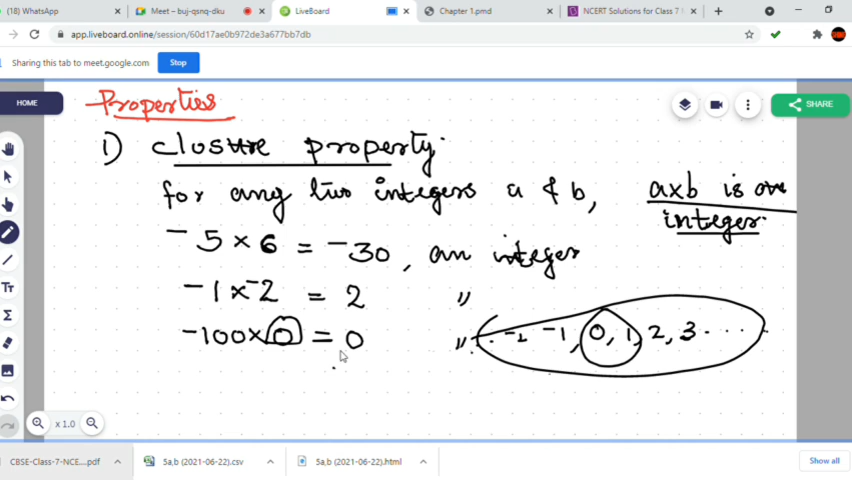 (18) WhatsApp
Meet – buj-qsnq-dku
LiveBoard
Chapter 1.pmd
NCERT Solutions for Class 7 M
app.liveboard.online/session/60d17ae0b972de3a677bb7db
Sharing this tab to meet.google.com
Stop
HOME
SHARE
Properties
1) closure property.
for any two integers a & b, a×b is an
integer.
-5 × 6 = -30, an integer
-1 × -2 = 2 〃
-100 × 0 = 0 〃 ... -2, -1, 0, 1, 2, 3 ....
Tт
Σ
x 1.0
CBSE-Class-7-NCE....pdf
5a,b (2021-06-22).csv
5a,b (2021-06-22).html
Show all